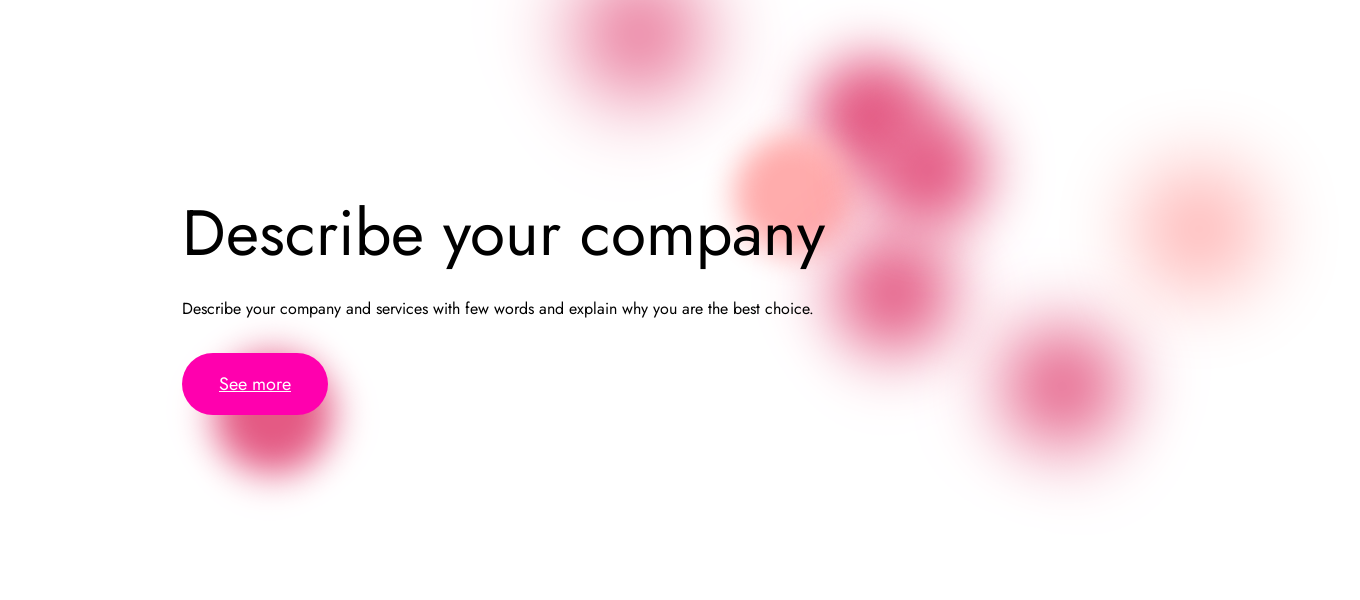 Describe your company
Describe your company and services with few words and explain why you are the best choice.
See more